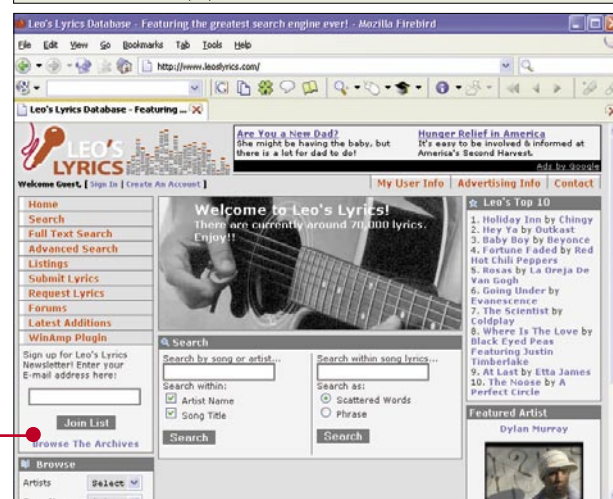 Leo's Lyrics Database - Featuring the greatest search engine ever! - Mozilla Firebird
File Edit View Go Bookmarks Tab Tools Help
http://www.leoslyrics.com/
Leo's Lyrics Database - Featuring ...
LEO'S
LYRICS
Are You a New Dad?
She might be having the baby, but
there is a lot for dad to do!
Hunger Relief in America
It's easy to be involved & informed at
America's Second Harvest.
Ads by Google
Welcome Guest, [ Sign In | Create An Account ]
My User Info | Advertising Info | Contact
Home
Search
Full Text Search
Advanced Search
Listings
Submit Lyrics
Request Lyrics
Forums
Latest Additions
WinAmp Plugin
Sign up for Leo's Lyrics
Newsletter! Enter your
E-mail address here:
Join List
Browse The Archives
Browse
Artists Select
Welcome to Leo's Lyrics!
There are currently around 70,000 lyrics.
Enjoy!!
Search
Search by song or artist...
Search within:
Artist Name
Song Title
Search
Search within song lyrics...
Search as:
Scattered Words
Phrase
Search
Leo's Top 10
1. Holiday Inn by Chingy
2. Hey Ya by Outkast
3. Baby Boy by Beyonce
4. Fortune Faded by Red
Hot Chili Peppers
5. Rosas by La Oreja De
Van Gogh
6. Going Under by
Evanescence
7. The Scientist by
Coldplay
8. Where Is The Love by
Black Eyed Peas
Featuring Justin
Timberlake
9. At Last by Etta James
10. The Noose by A
Perfect Circle
Featured Artist
Dylan Murray